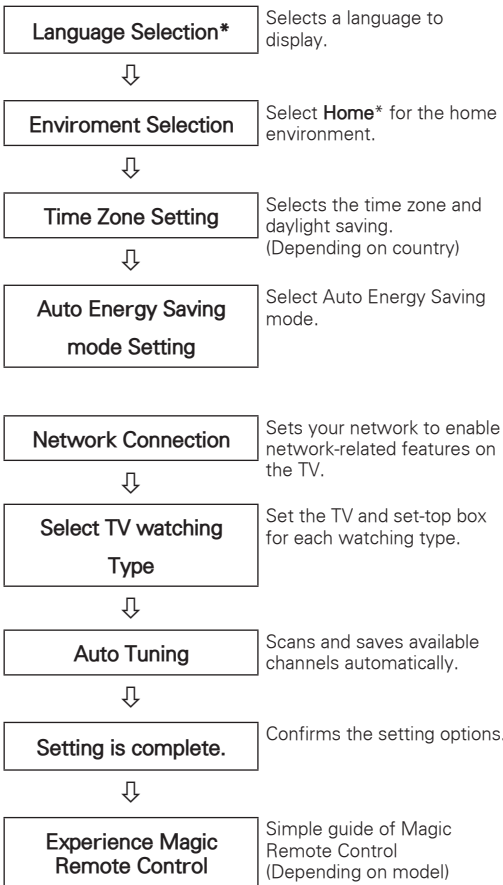 Language Selection*
Selects a language to
display.
Enviroment Selection
Select Home* for the home
environment.
Time Zone Setting
Selects the time zone and
daylight saving.
(Depending on country)
Auto Energy Saving
mode Setting
Select Auto Energy Saving
mode.
Network Connection
Sets your network to enable
network-related features on
the TV.
Select TV watching
Type
Set the TV and set-top box
for each watching type.
Auto Tuning
Scans and saves available
channels automatically.
Setting is complete.
Confirms the setting options.
Experience Magic
Remote Control
Simple guide of Magic
Remote Control
(Depending on model)